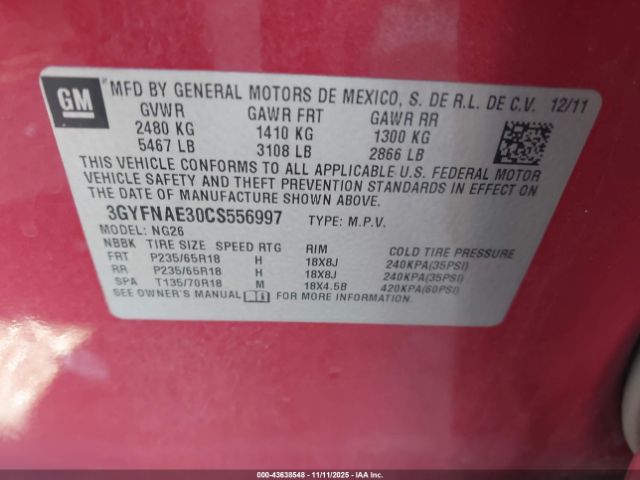 GM
MFD BY GENERAL MOTORS DE MEXICO, S. DE R.L. DE C.V. 12/11
GVWR GAWR FRT GAWR RR
2480 KG 1410 KG 1300 KG
5467 LB 3108 LB 2866 LB
THIS VEHICLE CONFORMS TO ALL APPLICABLE U.S. FEDERAL MOTOR
VEHICLE SAFETY AND THEFT PREVENTION STANDARDS IN EFFECT ON
THE DATE OF MANUFACTURE SHOWN ABOVE.
3GYFNAE30CS556997 TYPE: M.P.V.
MODEL: NG26
NBBK TIRE SIZE SPEED RTG RIM COLD TIRE PRESSURE
FRT P235/65R18 H 18X8J 240KPA(35PSI)
RR P235/65R18 H 18X8J 240KPA(35PSI)
SPA T135/70R18 M 18X4.5B 420KPA(60PSI)
SEE OWNER'S MANUAL FOR MORE INFORMATION.
000-43638548 - 11/11/2025 - IAA, Inc.